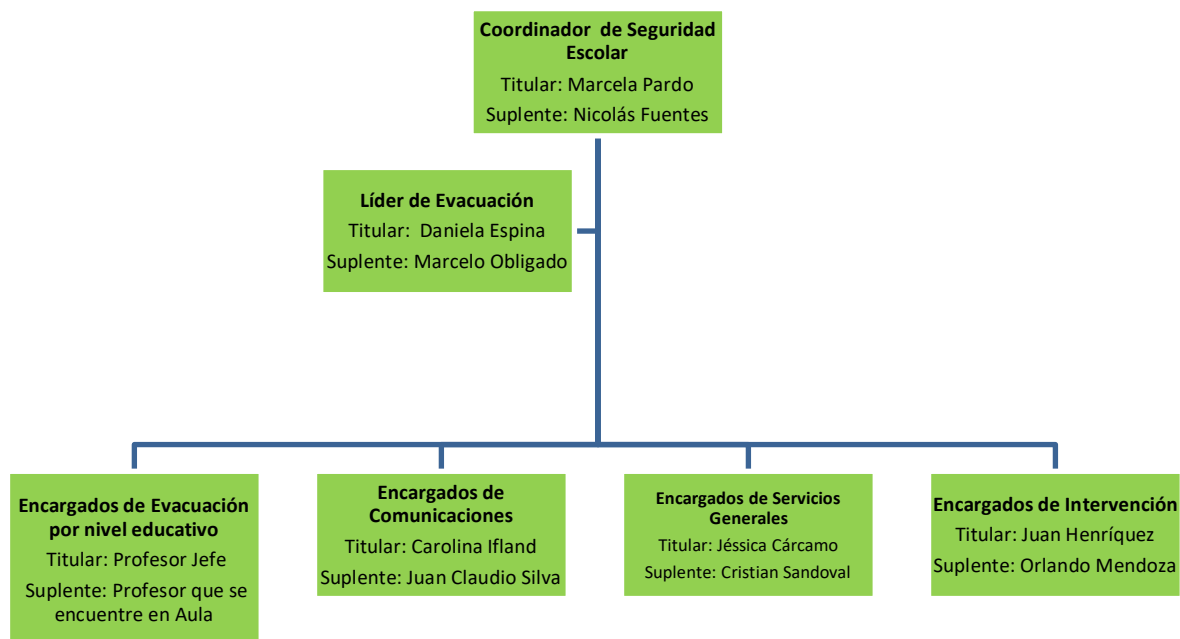 Coordinador de Seguridad
Escolar
Titular: Marcela Pardo
Suplente: Nicolás Fuentes
Líder de Evacuación
Titular: Daniela Espina
Suplente: Marcelo Obligado
Encargados de Evacuación
por nivel educativo
Titular: Profesor Jefe
Suplente: Profesor que se
encuentre en Aula
Encargados de
Comunicaciones
Titular: Carolina Ifland
Suplente: Juan Claudio Silva
Encargados de Servicios
Generales
Titular: Jéssica Cárcamo
Suplente: Cristian Sandoval
Encargados de Intervención
Titular: Juan Henríquez
Suplente: Orlando Mendoza